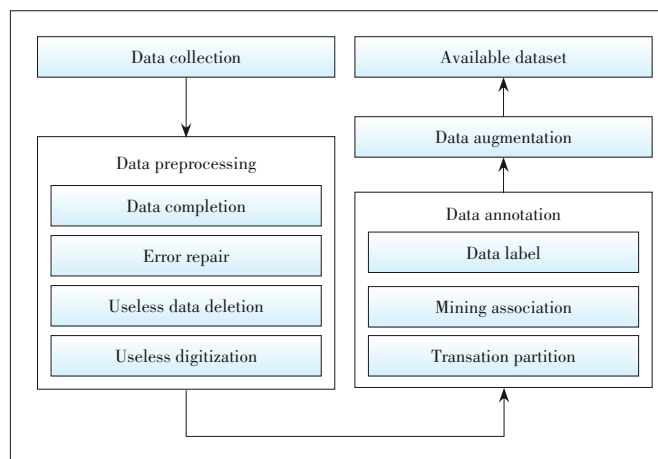 Data collection
Data preprocessing
Data completion
Error repair
Useless data deletion
Useless digitization
Available dataset
Data augmentation
Data annotation
Data label
Mining association
Transation partition